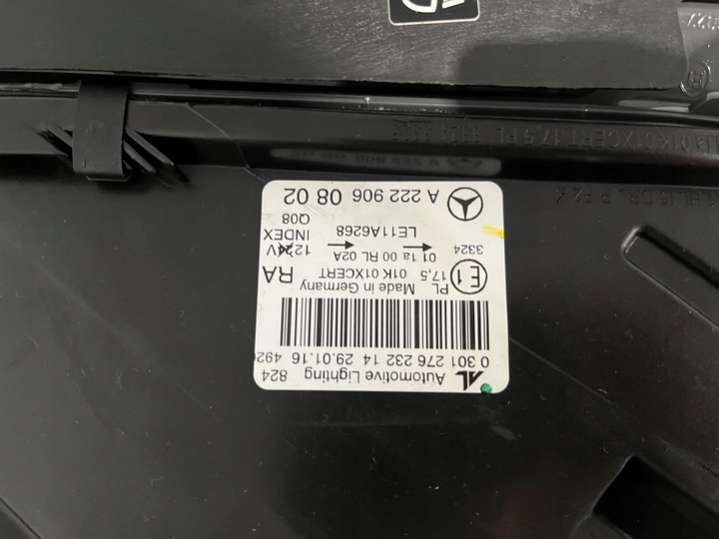 AL Automotive Lighting 824
0 301 276 232 14 29.01.16 492
Made in Germany
E1 PL 17,5 01K 01XCERT RA
3324 01 1a 00 RL 02A
LE11A6268 INDEX Q08
A 222 906 08 02